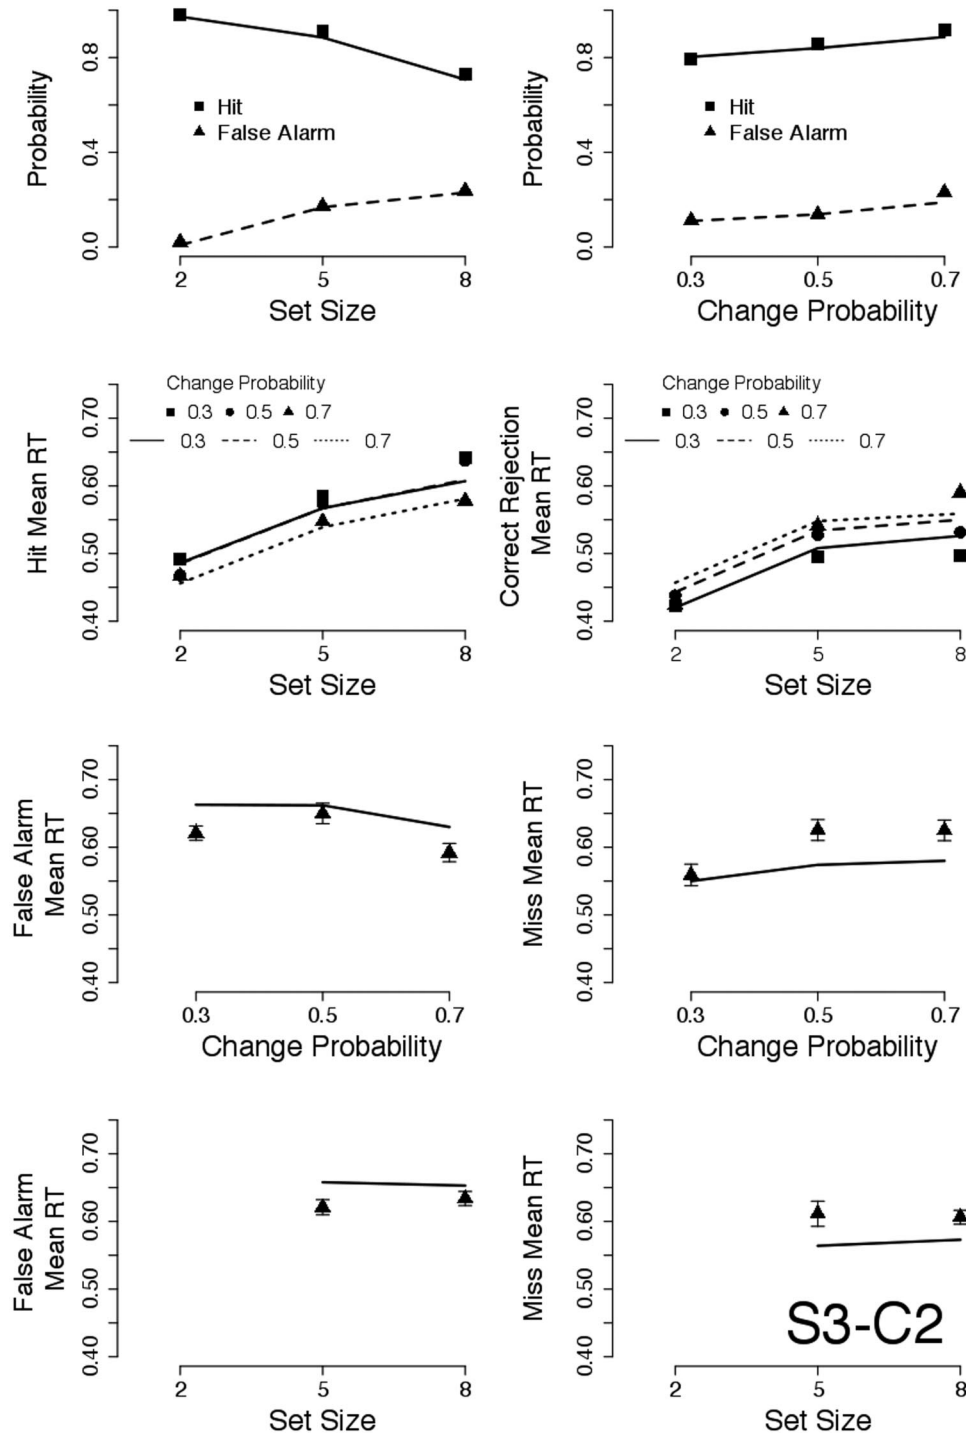 Probability
0.0 0.4 0.8
Hit
False Alarm
2 5 8
Set Size
Probability
0.0 0.4 0.8
Hit
False Alarm
0.3 0.5 0.7
Change Probability
Hit Mean RT
0.40 0.50 0.60 0.70
Change Probability
0.3 0.5 0.7
0.3 0.5 0.7
2 5 8
Set Size
Correct Rejection
Mean RT
0.40 0.50 0.60 0.70
Change Probability
0.3 0.5 0.7
0.3 0.5 0.7
2 5 8
Set Size
False Alarm
Mean RT
0.40 0.50 0.60 0.70
0.3 0.5 0.7
Change Probability
Miss Mean RT
0.40 0.50 0.60 0.70
0.3 0.5 0.7
Change Probability
False Alarm
Mean RT
0.40 0.50 0.60 0.70
2 5 8
Set Size
Miss Mean RT
0.40 0.50 0.60 0.70
S3-C2
2 5 8
Set Size